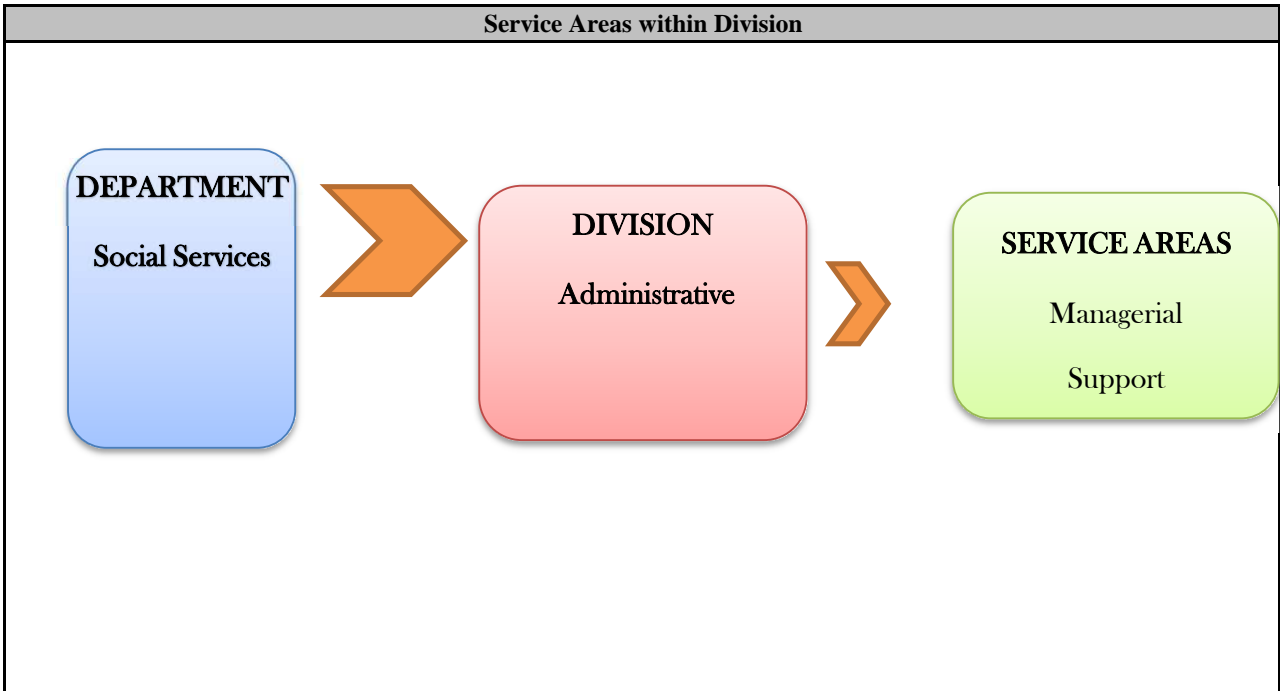 Service Areas within Division
DEPARTMENT
Social Services
DIVISION
Administrative
SERVICE AREAS
Managerial
Support